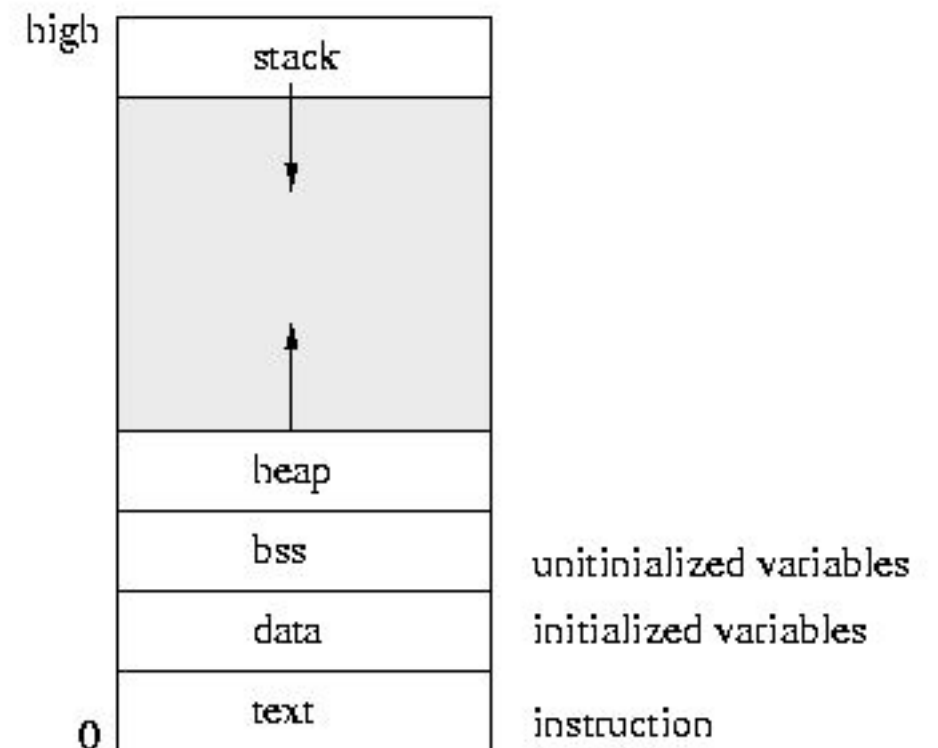 high
stack
heap
bss
unitinialized variables
data
initialized variables
text
instruction
0